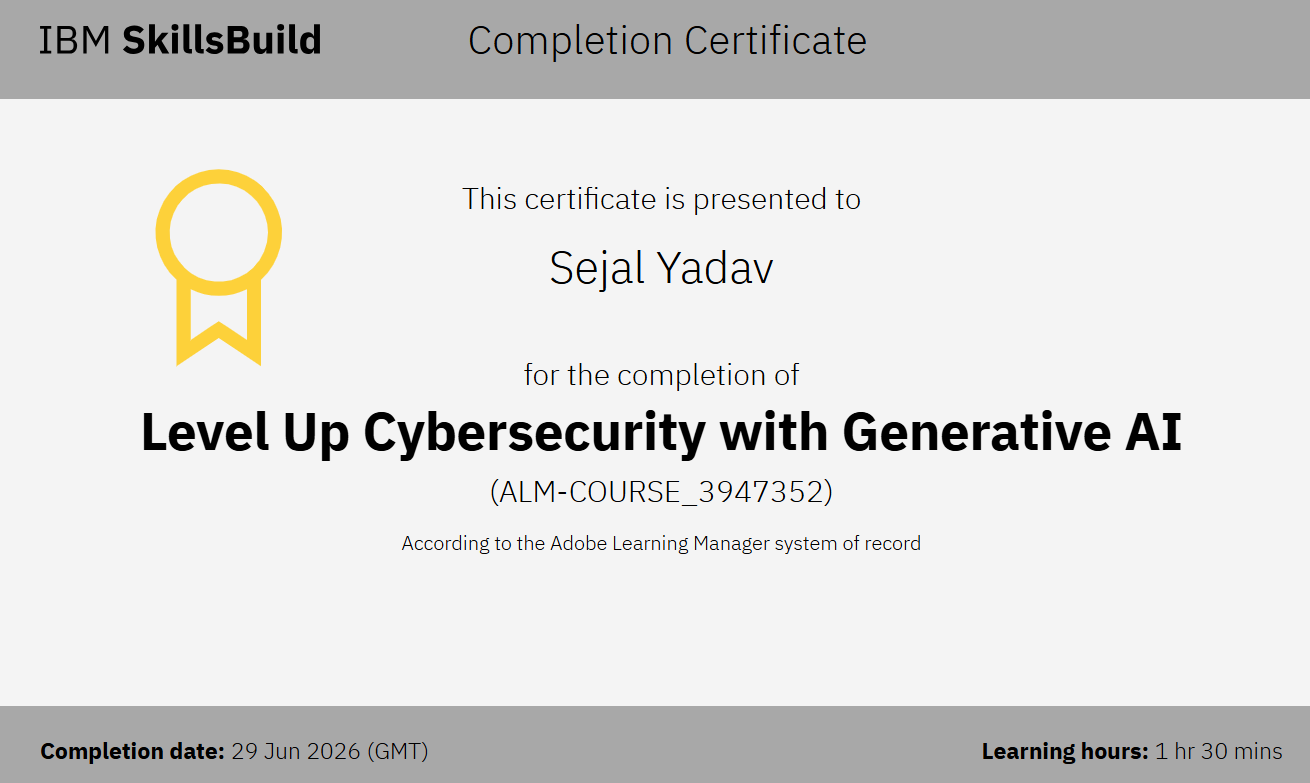 IBM SkillsBuild
Completion Certificate
This certificate is presented to
Sejal Yadav
for the completion of
Level Up Cybersecurity with Generative AI
(ALM-COURSE_3947352)
According to the Adobe Learning Manager system of record
Completion date: 29 Jun 2026 (GMT)
Learning hours: 1 hr 30 mins